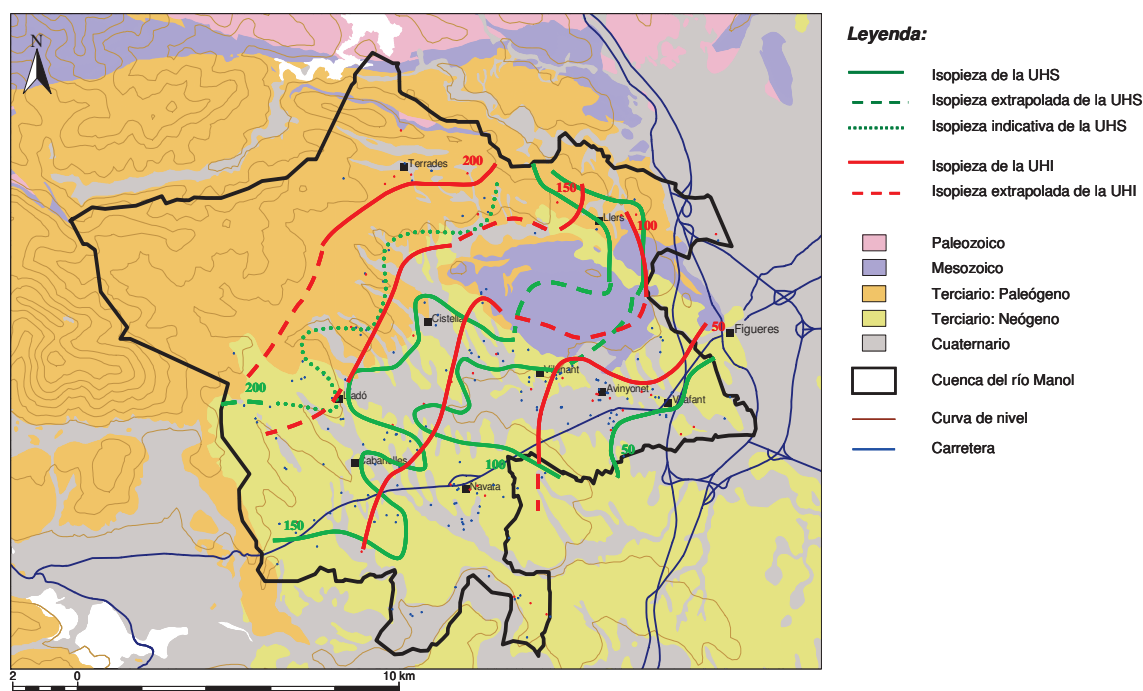 N
Terrades
200
150
Llers
100
Cistella
50
Figueres
Vilanant
200
Lladó
Avinyonet
Vilafant
Cabanelles
100
50
Navata
150
2 0 10 km
Leyenda:
Isopieza de la UHS
Isopieza extrapolada de la UHS
Isopieza indicativa de la UHS
Isopieza de la UHI
Isopieza extrapolada de la UHI
Paleozoico
Mesozoico
Terciario: Paleógeno
Terciario: Neógeno
Cuaternario
Cuenca del río Manol
Curva de nivel
Carretera